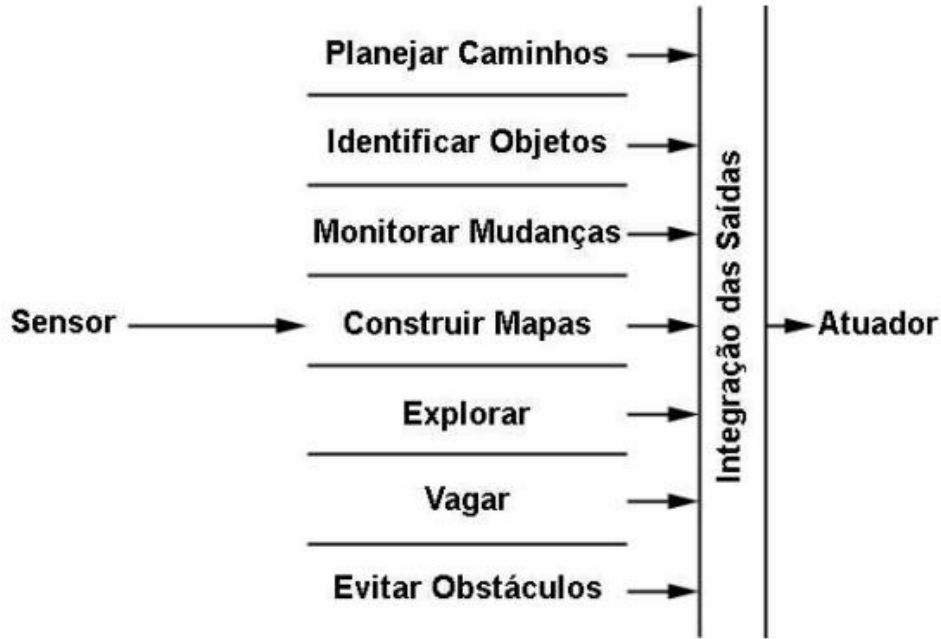 Planejar Caminhos
Identificar Objetos
Monitorar Mudanças
Sensor
Construir Mapas
Explorar
Vagar
Evitar Obstáculos
Integração das Saídas
Atuador